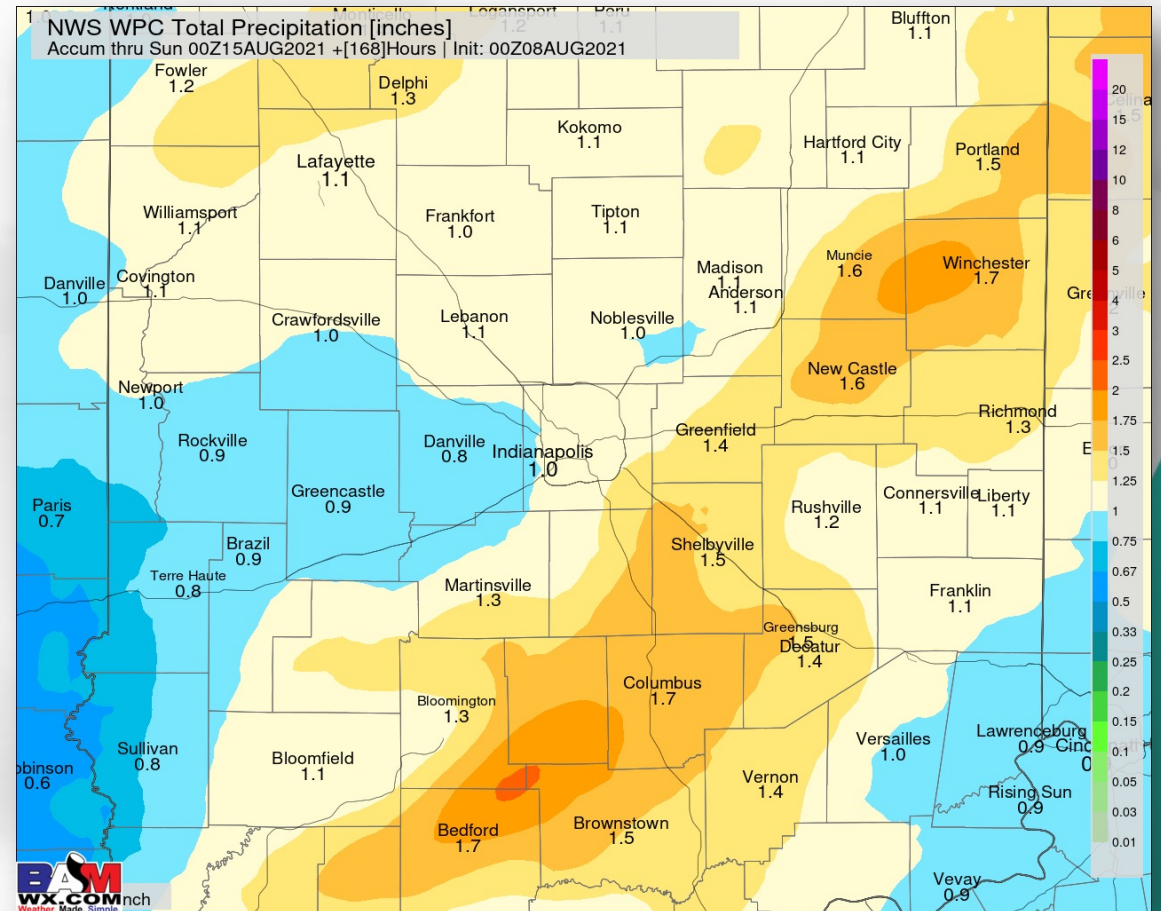 NWS WPC Total Precipitation [inches]
Accum thru Sun 00Z15AUG2021 +[168]Hours | Init: 00Z08AUG2021
Monticello
Logansport
1.2
Peru
1.1
Bluffton
1.1
Fowler
1.2
Delphi
1.3
Kokomo
1.1
Hartford City
1.1
Portland
1.5
Lafayette
1.1
Williamsport
1.1
Frankfort
1.0
Tipton
1.1
Muncie
1.6
Winchester
1.7
Danville
1.0
Covington
1.1
Madison
1.1
Anderson
1.1
Crawfordsville
1.0
Lebanon
1.1
Noblesville
1.0
Newport
1.0
New Castle
1.6
Richmond
1.3
Rockville
0.9
Danville
0.8
Indianapolis
1.0
Greenfield
1.4
Paris
0.7
Greencastle
0.9
Rushville
1.2
Connersville
1.1
Liberty
1.1
Brazil
0.9
Shelbyville
1.5
Terre Haute
0.8
Martinsville
1.3
Franklin
1.1
Greensburg
1.5
Decatur
1.4
Columbus
1.7
Bloomington
1.3
Sullivan
0.8
Bloomfield
1.1
Versailles
1.0
Lawrenceburg
0.9
obinson
0.6
Vernon
1.4
Rising Sun
0.9
Bedford
1.7
Brownstown
1.5
Vevay
0.9
20
15
12
10
8
6
5
4
3
2.5
2
1.75
1.5
1.25
1
0.75
0.67
0.5
0.33
0.25
0.2
0.15
0.1
0.05
0.03
0.01
BAM
WX.COM
Weather Made Simple
nch